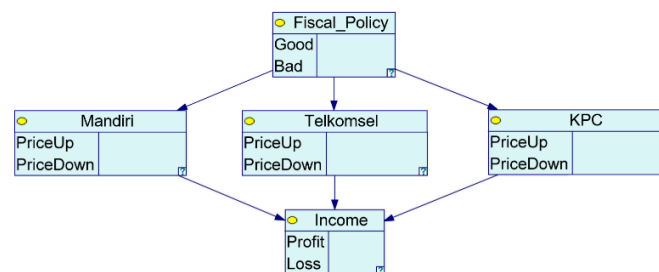 Fiscal_Policy
Good
Bad
?
Mandiri
PriceUp
PriceDown
?
Telkomsel
PriceUp
PriceDown
?
KPC
PriceUp
PriceDown
?
Income
Profit
Loss
?